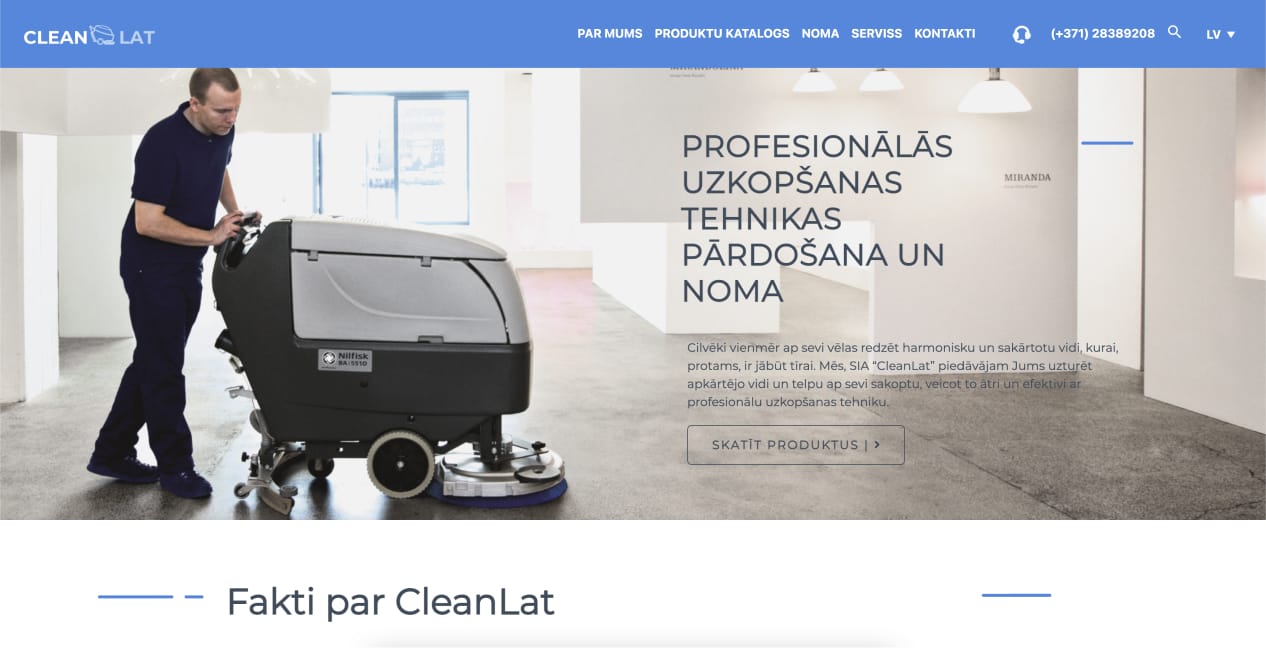 CLEAN LAT
PAR MUMS PRODUKTU KATALOGS NOMA SERVISS KONTAKTI (+371) 28389208 LV
PROFESIONĀLĀS
UZKOPŠANAS
TEHNIKAS
PĀRDOŠANA UN
NOMA
MIRANDA
Cilvēki vienmēr ap sevi vēlas redzēt harmonisku un sakārtotu vidi, kurai,
protams, ir jābūt tīrai. Mēs, SIA “CleanLat” piedāvājam Jums uzturēt
apkārtējo vidi un telpu ap sevi sakoptu, veicot to ātri un efektīvi ar
profesionālu uzkopšanas tehniku.
Nilfisk
BA 551D
SKATĪT PRODUKTUS |
Fakti par CleanLat